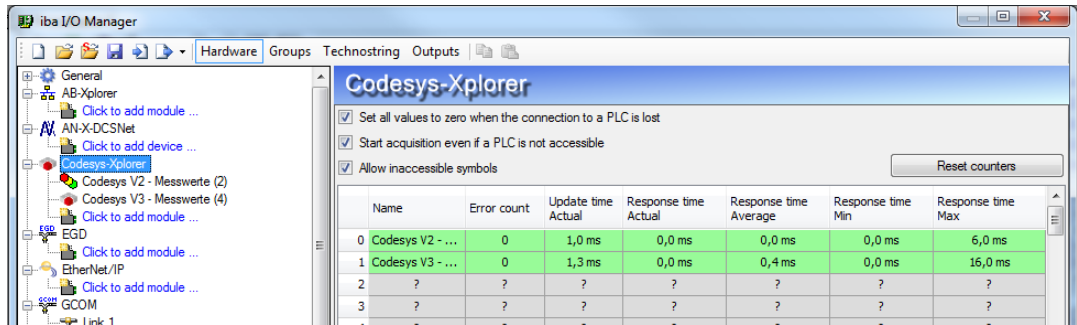 iba I/O Manager
Hardware Groups Technostring Outputs
General
AB-Xplorer
Click to add module ...
AN-X-DCSNet
Click to add device ...
Codesys-Xplorer
Codesys V2 - Messwerte (2)
Codesys V3 - Messwerte (4)
Click to add module ...
EGD
EGD
Click to add module ...
EtherNet/IP
Click to add module ...
GCOM
GCOM
Link 1
Codesys-Xplorer
Set all values to zero when the connection to a PLC is lost
Start acquisition even if a PLC is not accessible
Allow inaccessible symbols
Reset counters
Name Error count Update time Actual Response time Actual Response time Average Response time Min Response time Max
0 Codesys V2 - ... 0 1,0 ms 0,0 ms 0,0 ms 0,0 ms 6,0 ms
1 Codesys V3 - ... 0 1,3 ms 0,0 ms 0,4 ms 0,0 ms 16,0 ms
2 ? ? ? ? ? ? ?
3 ? ? ? ? ? ? ?